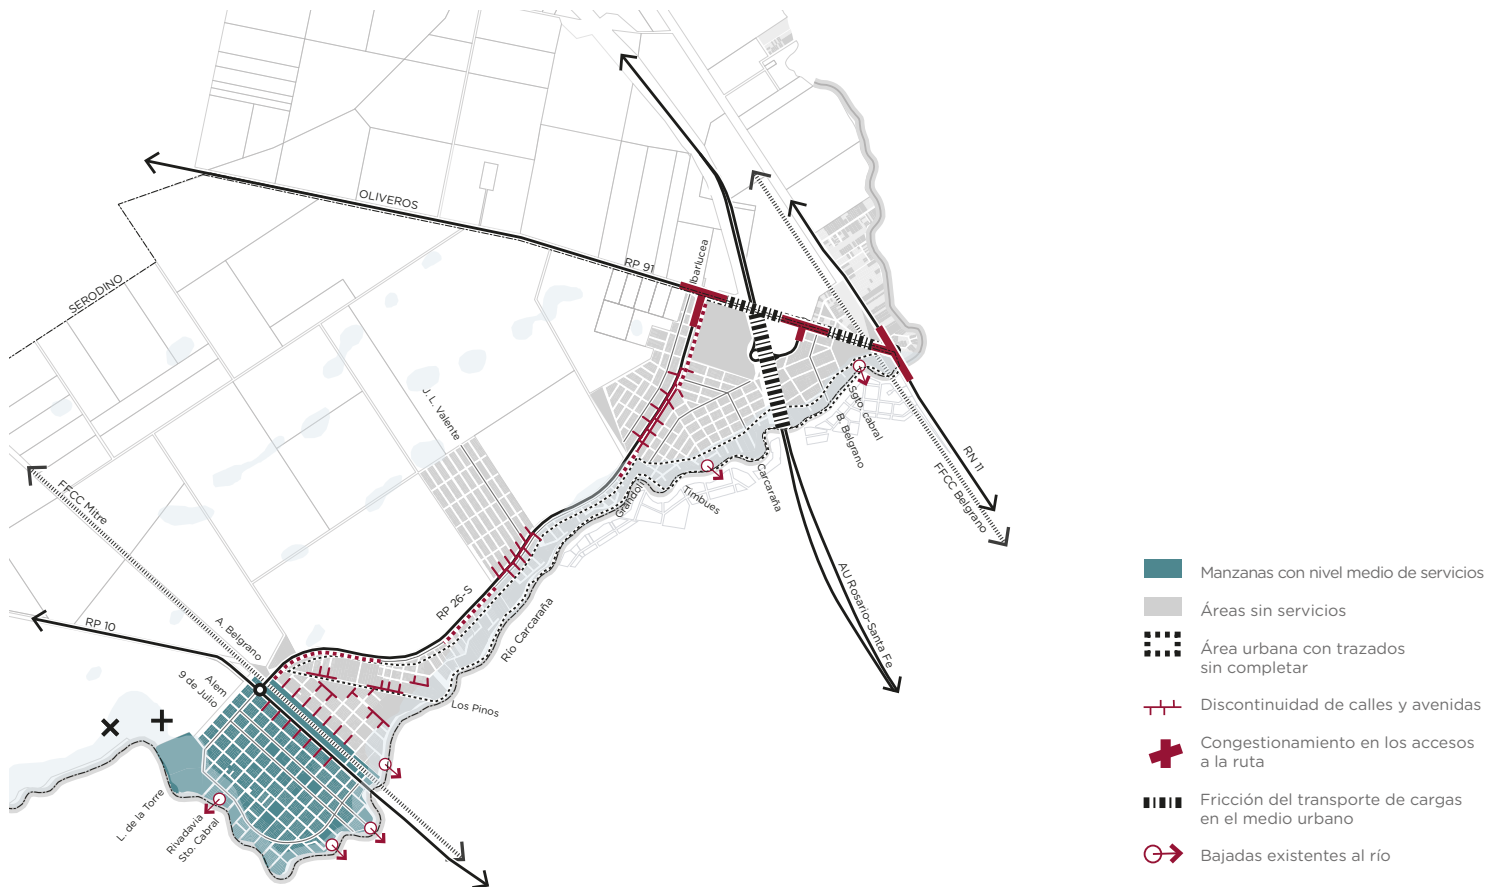 OLIVEROS
RP 91
Ibarlucea
SERODINO
J. L. Valente
Sgto. cabral
B. Belgrano
RN 11
FFCC Belgrano
Carcaraña
Timbues
Grandoli
FFCC Mitre
AU Rosario-Santa Fe
RP 26-S
Río Carcaraña
RP 10
A. Belgrano
Alem
9 de Julio
Los Pinos
L. de la Torre
Rivadavia
Sto. Cabral
Manzanas con nivel medio de servicios
Áreas sin servicios
Área urbana con trazados
sin completar
Discontinuidad de calles y avenidas
Congestionamiento en los accesos
a la ruta
Fricción del transporte de cargas
en el medio urbano
Bajadas existentes al río